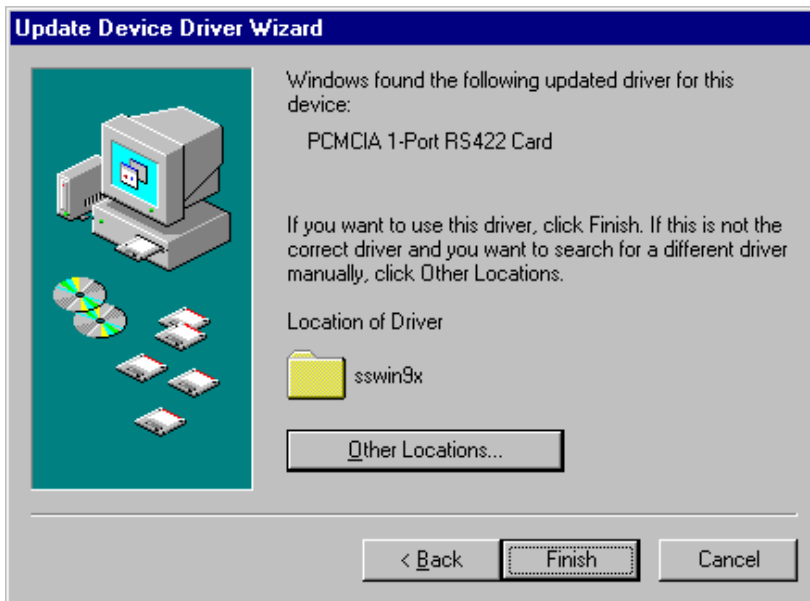 Update Device Driver Wizard
Windows found the following updated driver for this
device:
PCMCIA 1-Port RS422 Card
If you want to use this driver, click Finish. If this is not the
correct driver and you want to search for a different driver
manually, click Other Locations.
Location of Driver
sswin9x
Other Locations...
< Back
Finish
Cancel